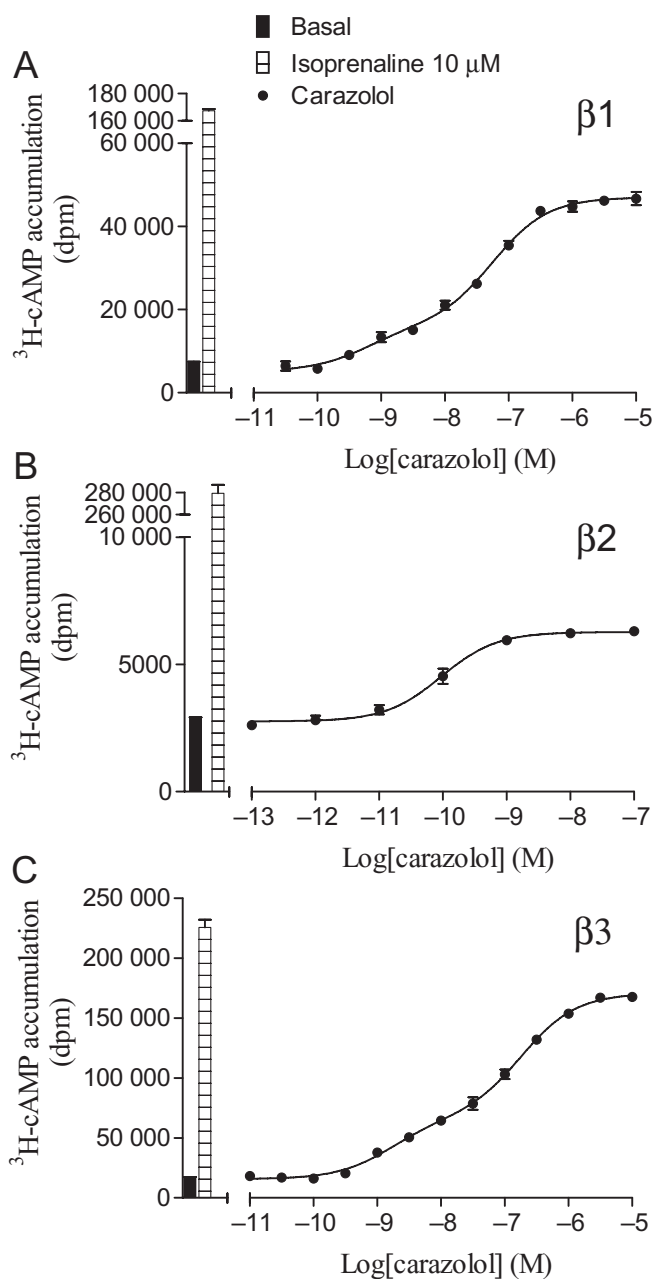 Basal
Isoprenaline 10 μM
Carazolol
A
β1
³H-cAMP accumulation
(dpm)
180 000
160 000
60 000
40 000
20 000
0
–11 –10 –9 –8 –7 –6 –5
Log[carazolol] (M)
B
β2
³H-cAMP accumulation
(dpm)
280 000
260 000
10 000
5000
0
–13 –12 –11 –10 –9 –8 –7
Log[carazolol] (M)
C
β3
³H-cAMP accumulation
(dpm)
250 000
200 000
150 000
100 000
50 000
0
–11 –10 –9 –8 –7 –6 –5
Log[carazolol] (M)